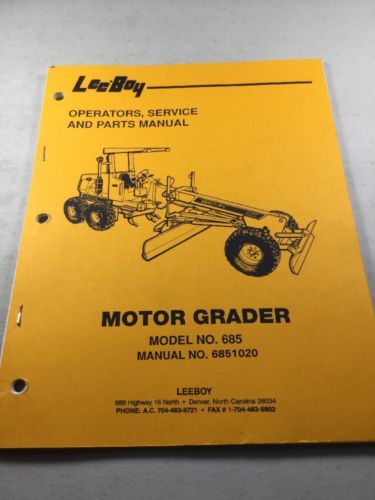 LeeBoy
OPERATORS, SERVICE
AND PARTS MANUAL
MOTOR GRADER
MODEL NO. 685
MANUAL NO. 6851020
LEEBOY
688 Highway 16 North • Denver, North Carolina 28034
PHONE: A.C. 704-483-9721 • FAX # 1-704-483-5802